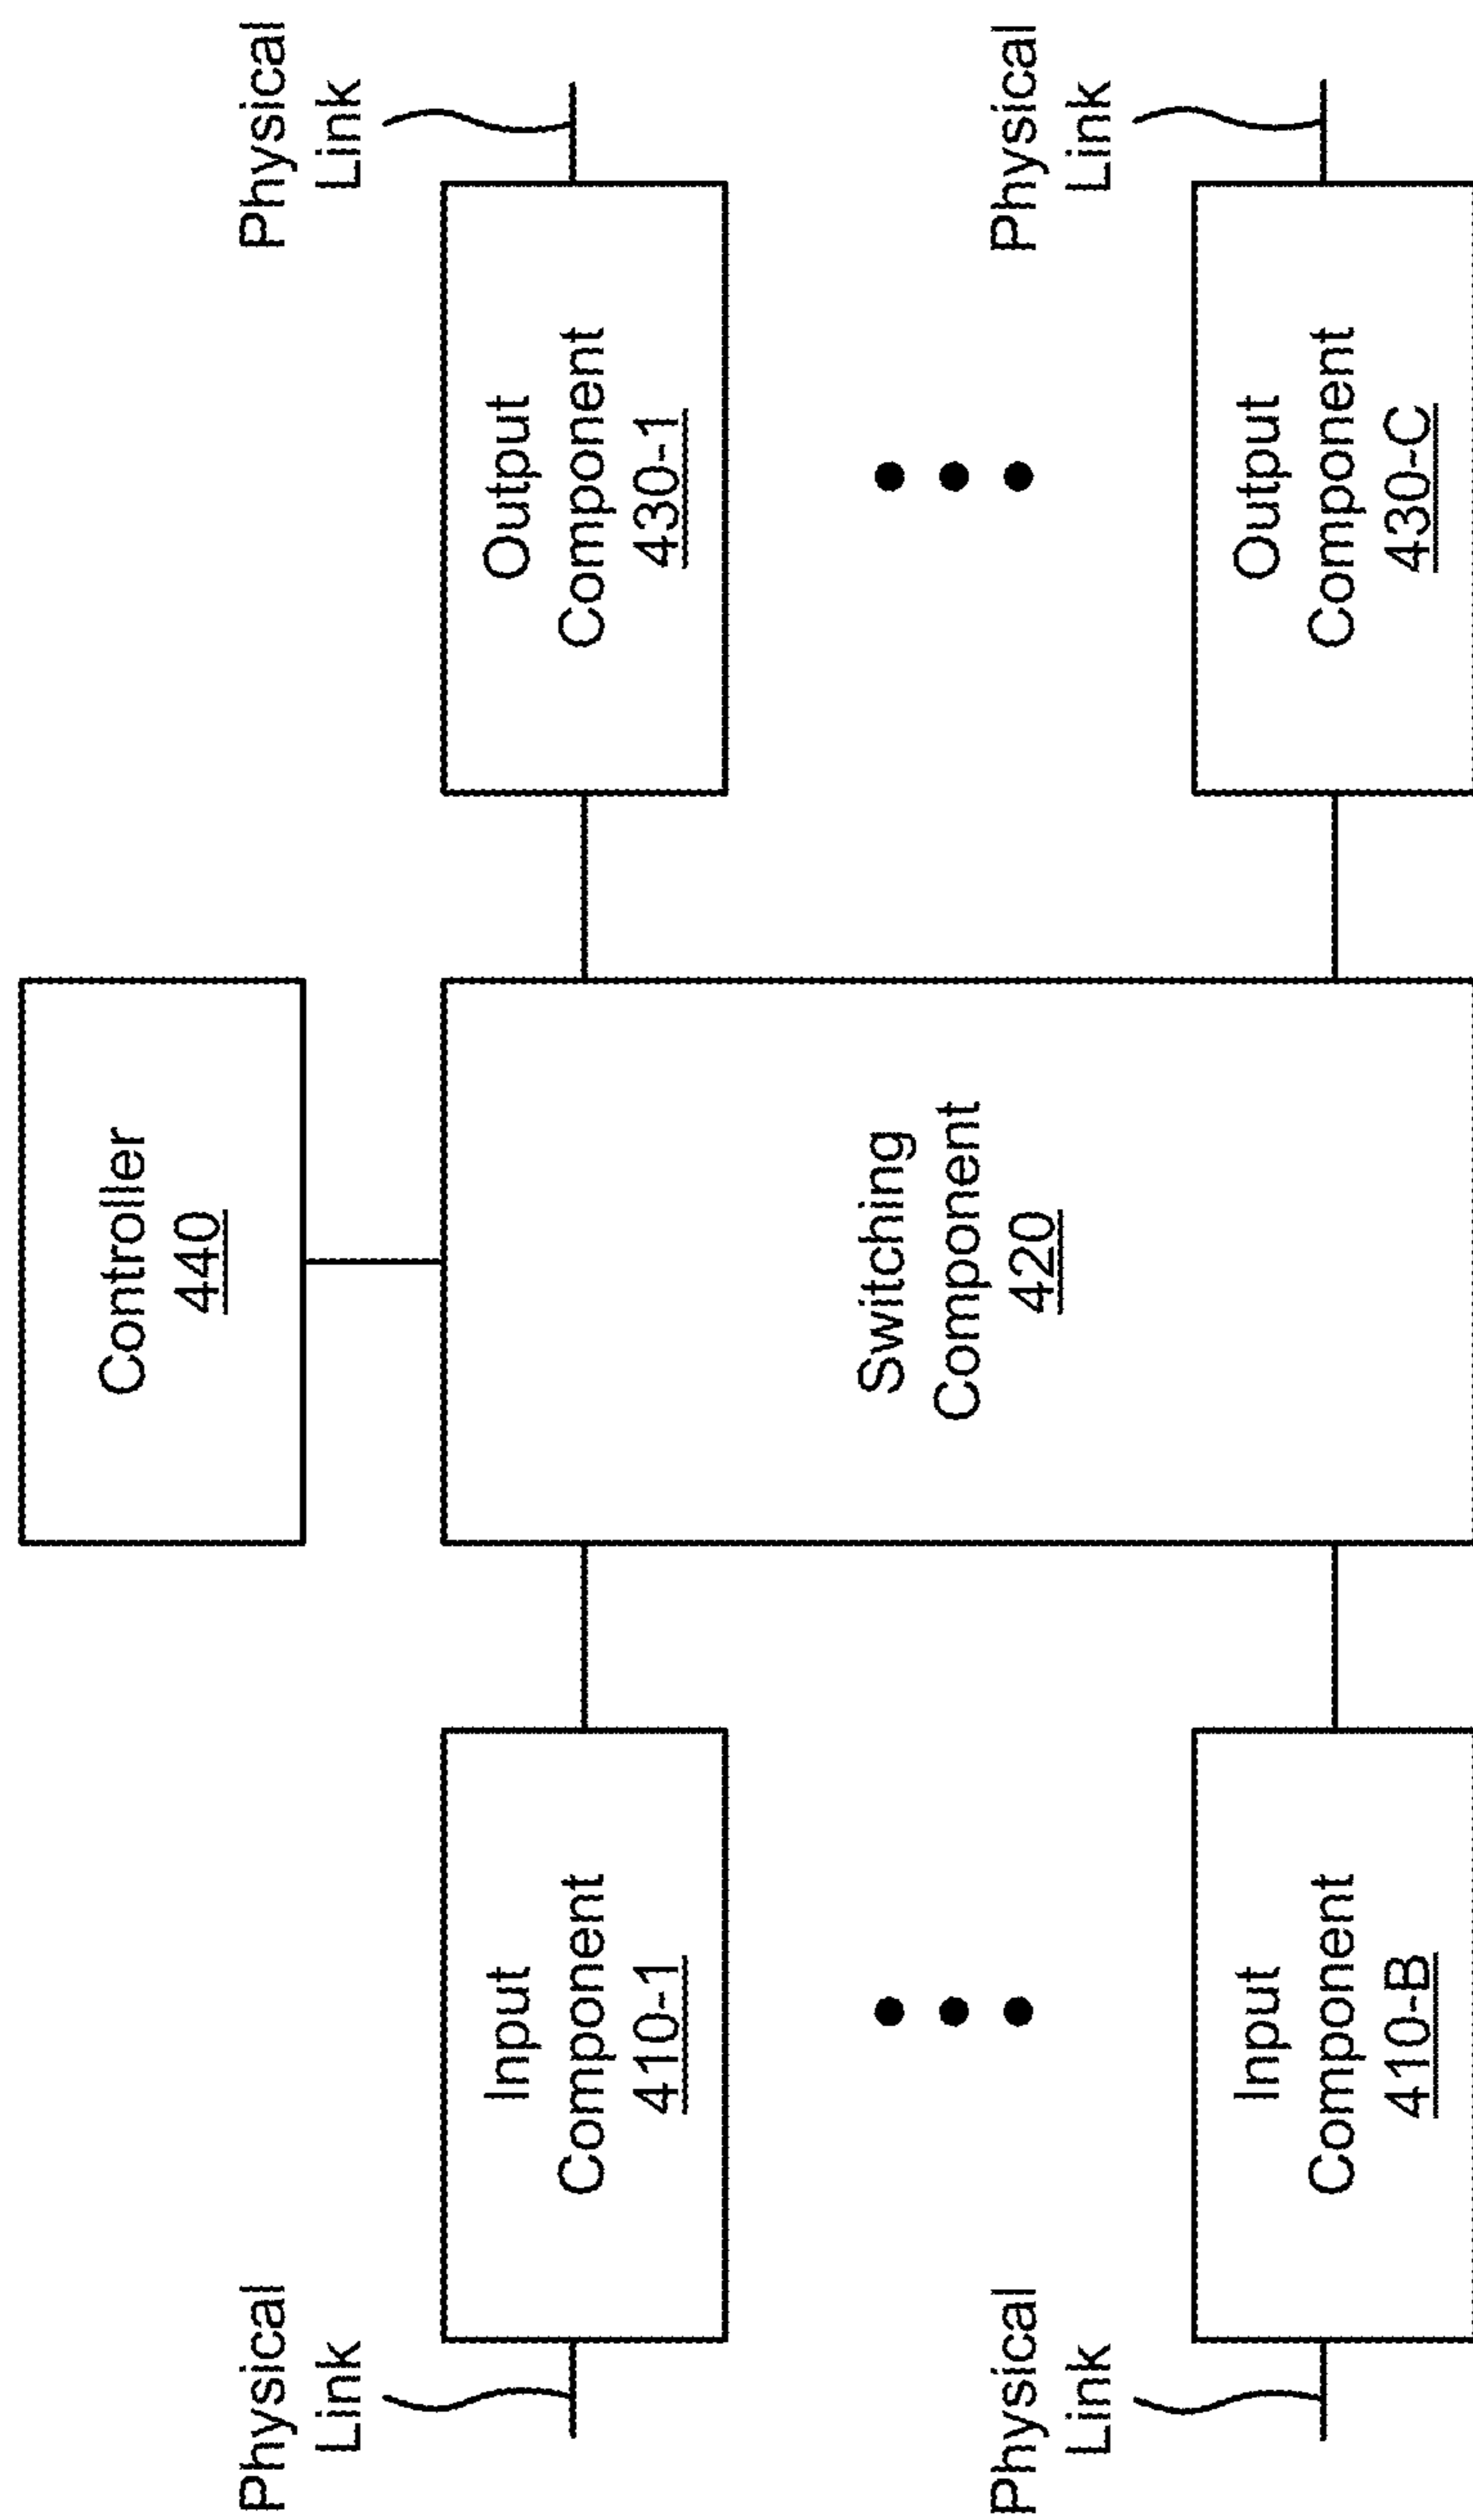 Controller
440
Physical
Link
Input
Component
410-1
Switching
Component
420
Output
Component
430-1
Physical
Link
Physical
Link
Input
Component
410-B
Output
Component
430-C
Physical
Link